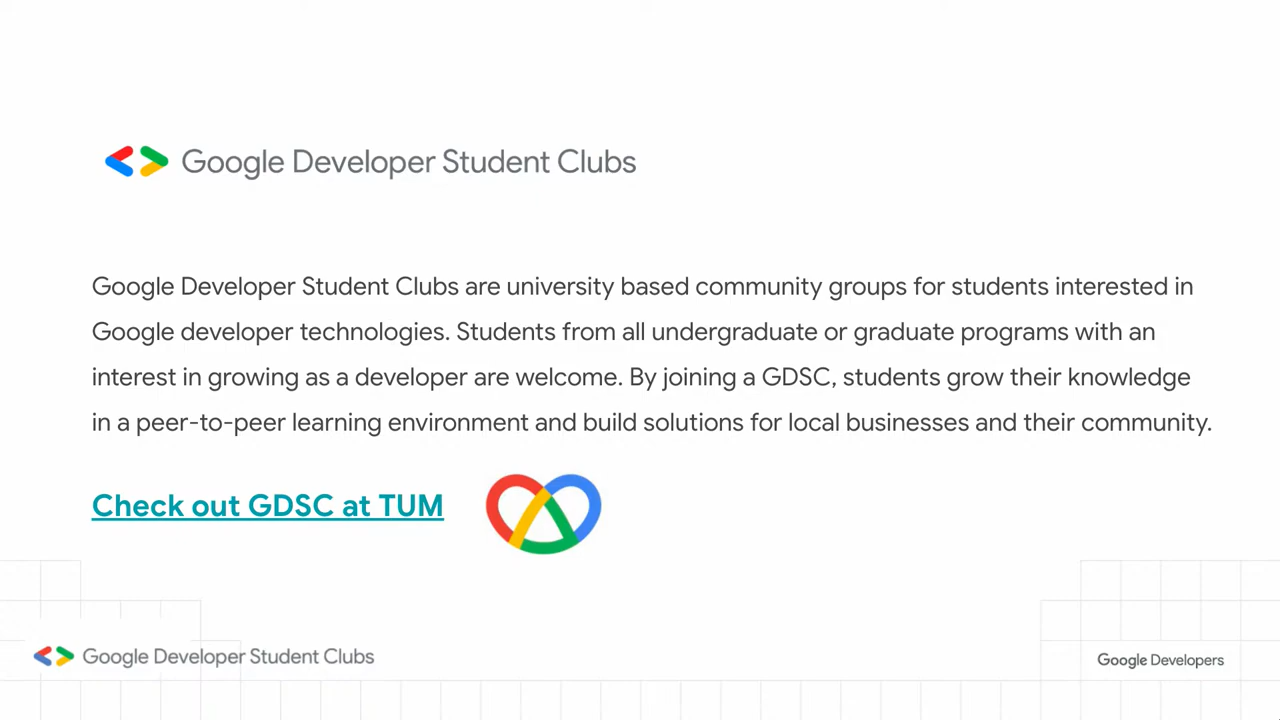 Google Developer Student Clubs
Google Developer Student Clubs are university based community groups for students interested in
Google developer technologies. Students from all undergraduate or graduate programs with an
interest in growing as a developer are welcome. By joining a GDSC, students grow their knowledge
in a peer-to-peer learning environment and build solutions for local businesses and their community.
Check out GDSC at TUM
Google Developer Student Clubs
Google Developers